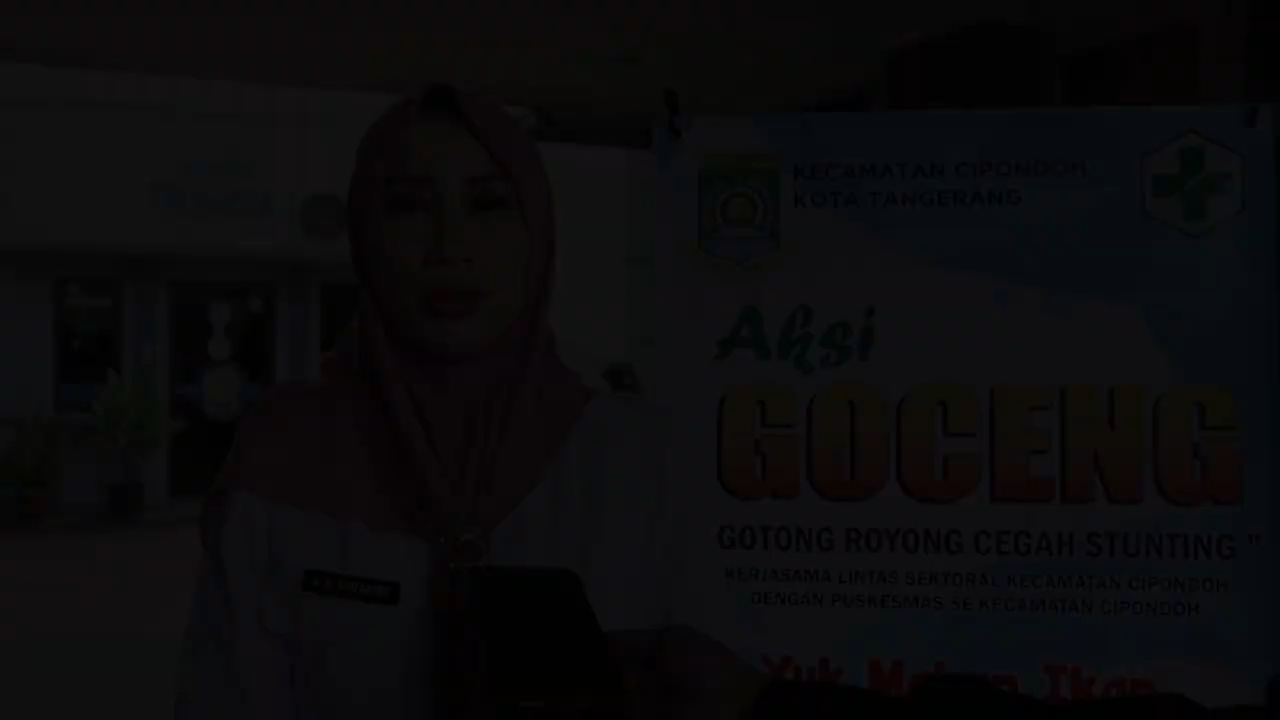 KECAMATAN CIPONDOH
KOTA TANGERANG
Aksi
GOCENG
GOTONG ROYONG CEGAH STUNTING "
KERJASAMA LINTAS SEKTORAL KECAMATAN CIPONDOH
DENGAN PUSKESMAS SE KECAMATAN CIPONDOH
Yuk Makan Ikan